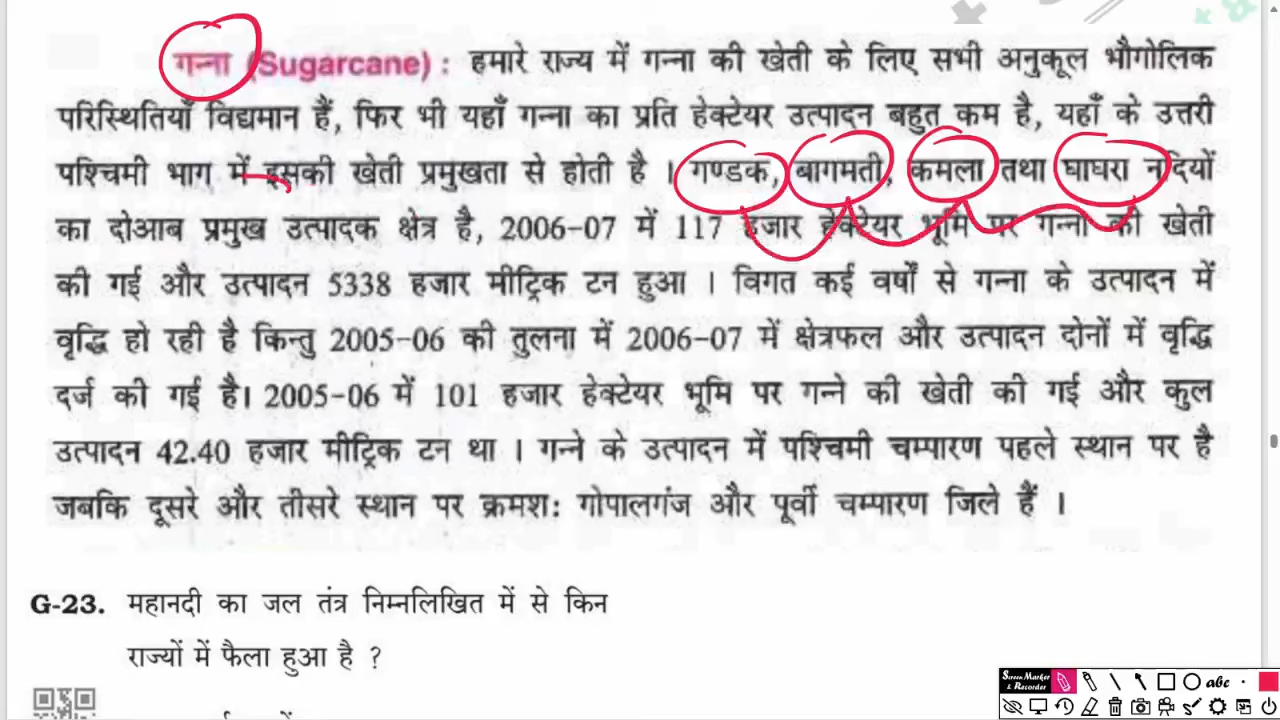 गन्ना (Sugarcane) : हमारे राज्य में गन्ना की खेती के लिए सभी अनुकूल भौगोलिक
परिस्थितियाँ विद्यमान हैं, फिर भी यहाँ गन्ना का प्रति हेक्टेयर उत्पादन बहुत कम है, यहाँ के उत्तरी
पश्चिमी भाग में इसकी खेती प्रमुखता से होती है । गण्डक, बागमती, कमला तथा घाघरा नदियों
का दोआब प्रमुख उत्पादक क्षेत्र है, 2006-07 में 117 हजार हेक्टेयर भूमि पर गन्ना की खेती
की गई और उत्पादन 5338 हजार मीट्रिक टन हुआ । विगत कई वर्षों से गन्ना के उत्पादन में
वृद्धि हो रही है किन्तु 2005-06 की तुलना में 2006-07 में क्षेत्रफल और उत्पादन दोनों में वृद्धि
दर्ज की गई है। 2005-06 में 101 हजार हेक्टेयर भूमि पर गन्ने की खेती की गई और कुल
उत्पादन 42.40 हजार मीट्रिक टन था । गन्ने के उत्पादन में पश्चिमी चम्पारण पहले स्थान पर है
जबकि दूसरे और तीसरे स्थान पर क्रमश: गोपालगंज और पूर्वी चम्पारण जिले हैं ।
G-23. महानदी का जल तंत्र निम्नलिखित में से किन
राज्यों में फैला हुआ है ?
Screen Marker
& Recorder
abc